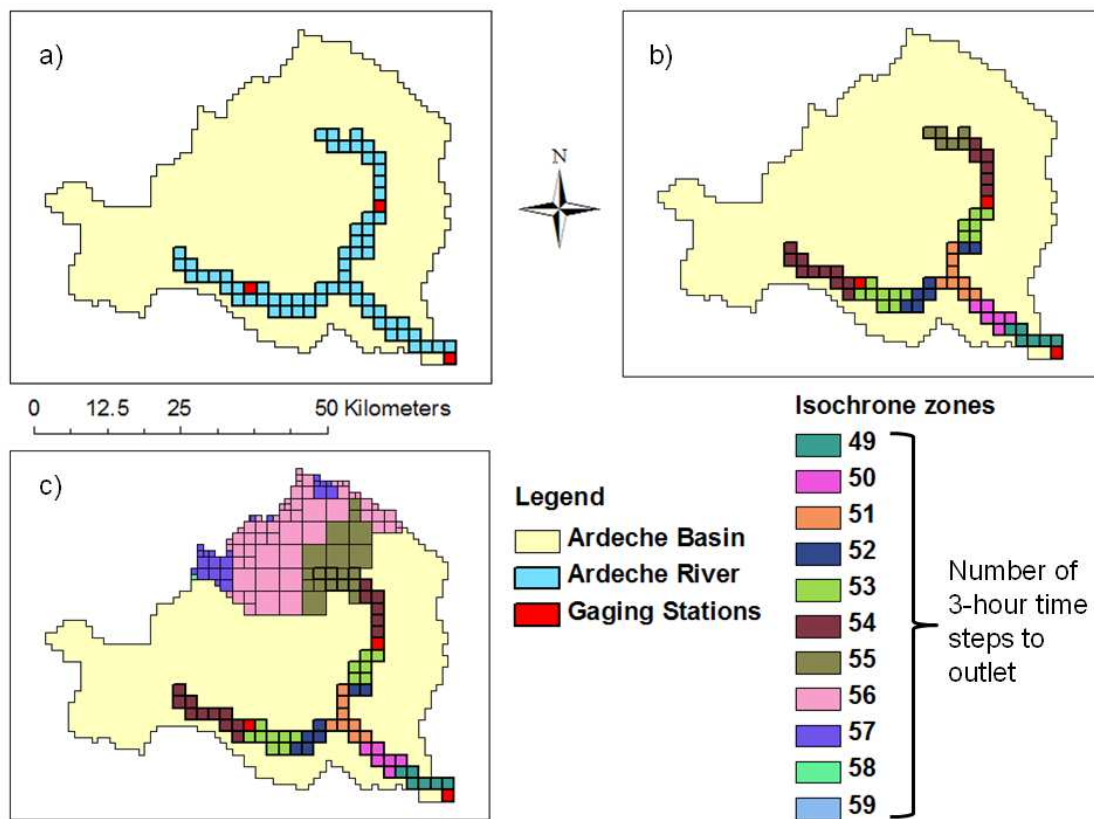 a)
b)
N
0 12.5 25 50 Kilometers
c)
Legend
Ardeche Basin
Ardeche River
Gaging Stations
Isochrone zones
49
50
51
52
53
54
55
56
57
58
59
Number of
3-hour time
steps to
outlet